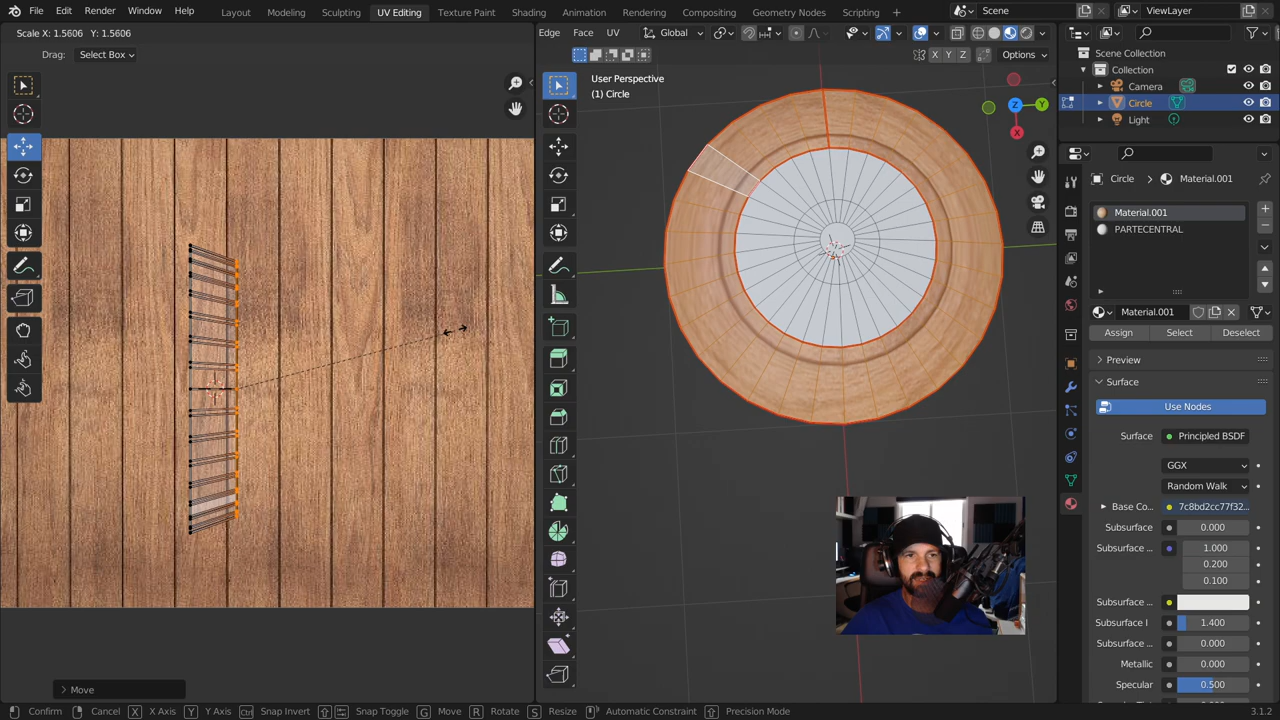 File Edit Render Window Help Layout Modeling Sculpting UV Editing Texture Paint Shading Animation Rendering Compositing Geometry Nodes Scripting Scene ViewLayer
Scale X: 1.5606 Y: 1.5606
Edge Face UV Global
Drag: Select Box
X Y Z Options
User Perspective
(1) Circle
Scene Collection
Collection
Camera
Circle
Light
X
Y
Z
Circle Material.001
Material.001
PARTECENTRAL
Material.001
Assign Select Deselect
Preview
Surface
Use Nodes
Surface Principled BSDF
GGX
Random Walk
Base Co... 7c8bd2cc77f32...
Subsurface 0.000
Subsurface ... 1.000
0.200
0.100
Subsurface ...
Subsurface I 1.400
Subsurface ... 0.000
Metallic 0.000
Specular 0.500
Move
Confirm Cancel X X Axis Y Y Axis Ctrl Snap Invert Snap Toggle G Move R Rotate S Resize Automatic Constraint Precision Mode 3.1.2